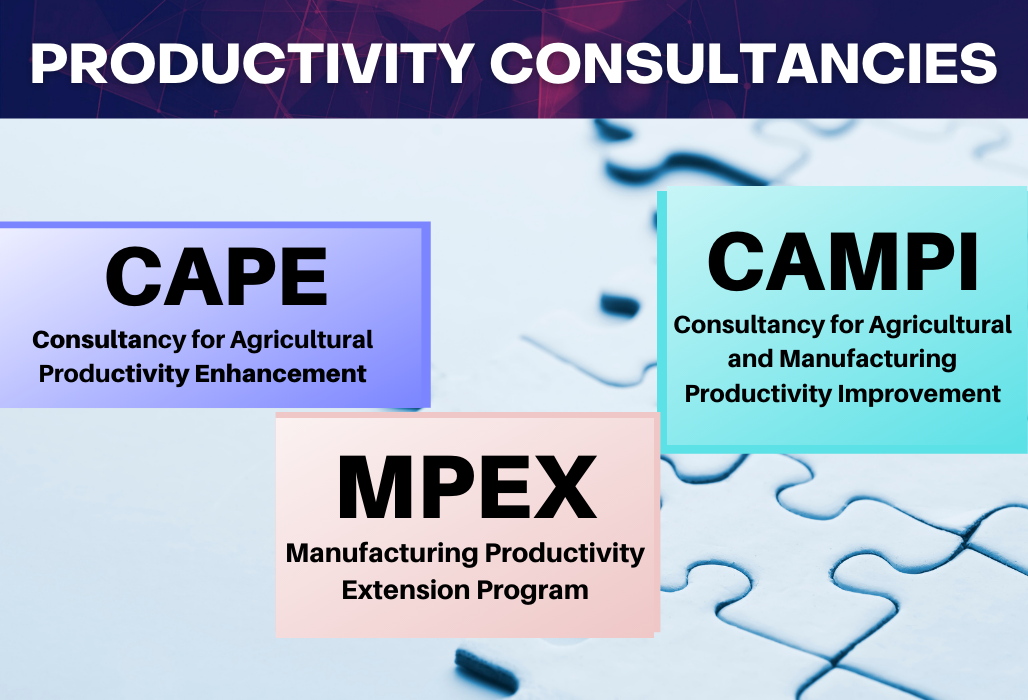 PRODUCTIVITY CONSULTANCIES
CAPE
Consultancy for Agricultural
Productivity Enhancement
CAMPI
Consultancy for Agricultural
and Manufacturing
Productivity Improvement
MPEX
Manufacturing Productivity
Extension Program